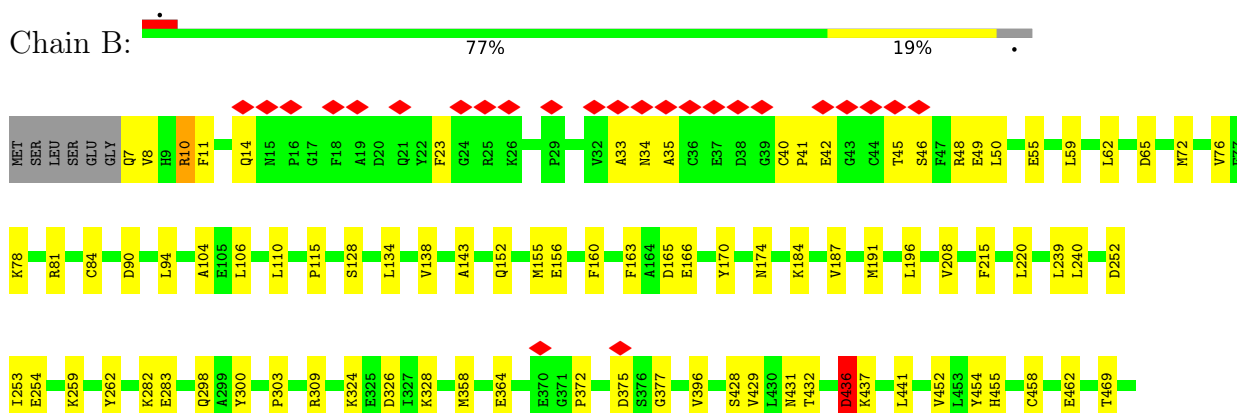 Chain B:
77% 19%
MET SER LEU SER GLU GLY Q7 V8 H9 R10 F11 Q14 N15 P16 G17 F18 A19 D20 Q21 Y22 F23 G24 R25 K26 P29 V32 A33 N34 A35 C36 E37 D38 G39 C40 P41 E42 G43 C44 T45 S46 F47 R48 E49 L50 E55 L59 L62 D65 M72 V76
K78 R81 C84 D90 L94 A104 E105 L106 L110 P115 S128 L134 V138 A143 Q152 M155 E156 F160 F163 A164 D165 E166 Y170 N174 K184 V187 M191 L196 V208 F215 L220 L239 L240 D252
I253 E254 K259 Y262 K282 E283 Q298 A299 Y300 P303 R309 K324 E325 D326 I327 K328 M358 E364 E370 G371 P372 D375 S376 G377 V396 S428 V429 L430 N431 T432 D436 K437 L441 V452 L453 Y454 H455 C458 E462 T469